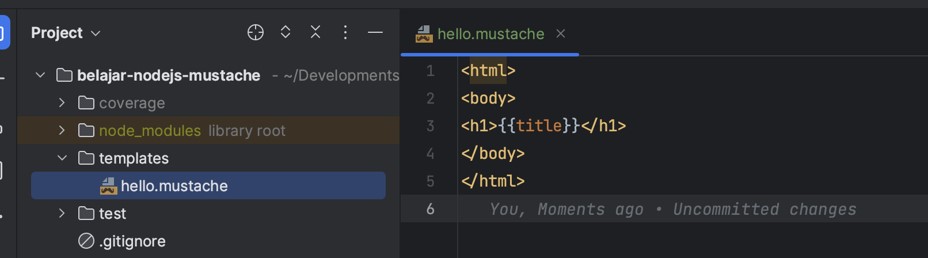 Project
belajar-nodejs-mustache - ~/Developments
coverage
node_modules library root
templates
hello.mustache
test
.gitignore
hello.mustache
1 <html>
2 <body>
3 <h1>{{title}}</h1>
4 </body>
5 </html>
6 You, Moments ago • Uncommitted changes